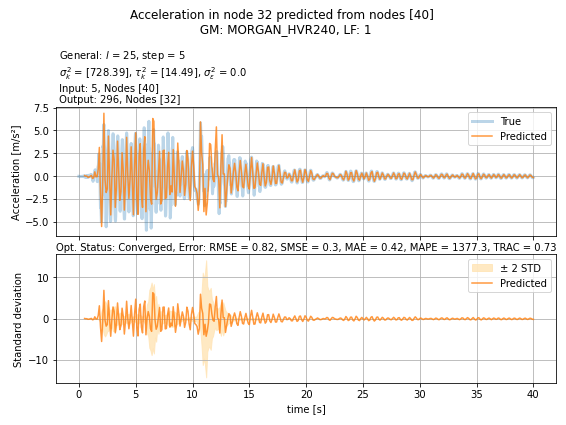 Acceleration in node 32 predicted from nodes [40]
GM: MORGAN_HVR240, LF: 1
General: l = 25, step = 5
σ²ₖ = [728.39], τ²ₖ = [14.49], σ²ε = 0.0
Input: 5, Nodes [40]
Output: 296, Nodes [32]
Acceleration [m/s²]
7.5
5.0
2.5
0.0
−2.5
−5.0
True
Predicted
Opt. Status: Converged, Error: RMSE = 0.82, SMSE = 0.3, MAE = 0.42, MAPE = 1377.3, TRAC = 0.73
Standard deviation
10
0
−10
± 2 STD
Predicted
0 5 10 15 20 25 30 35 40
time [s]